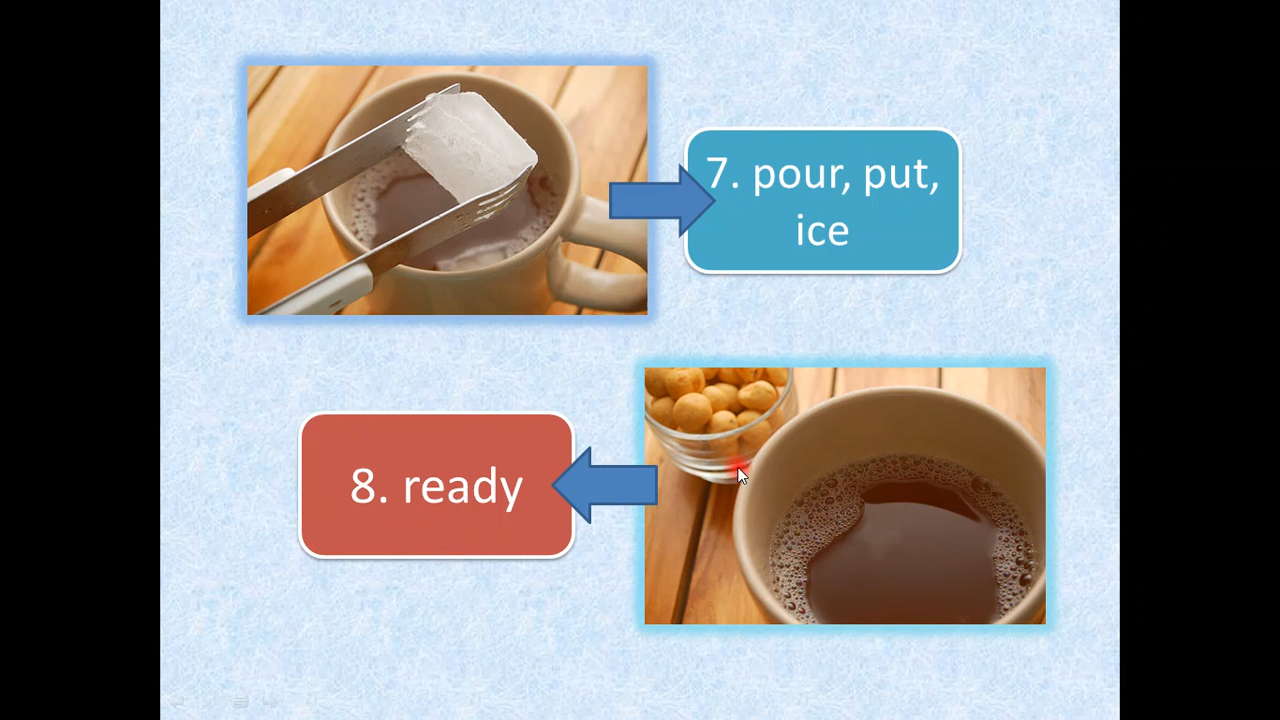 7. pour, put,
ice
8. ready